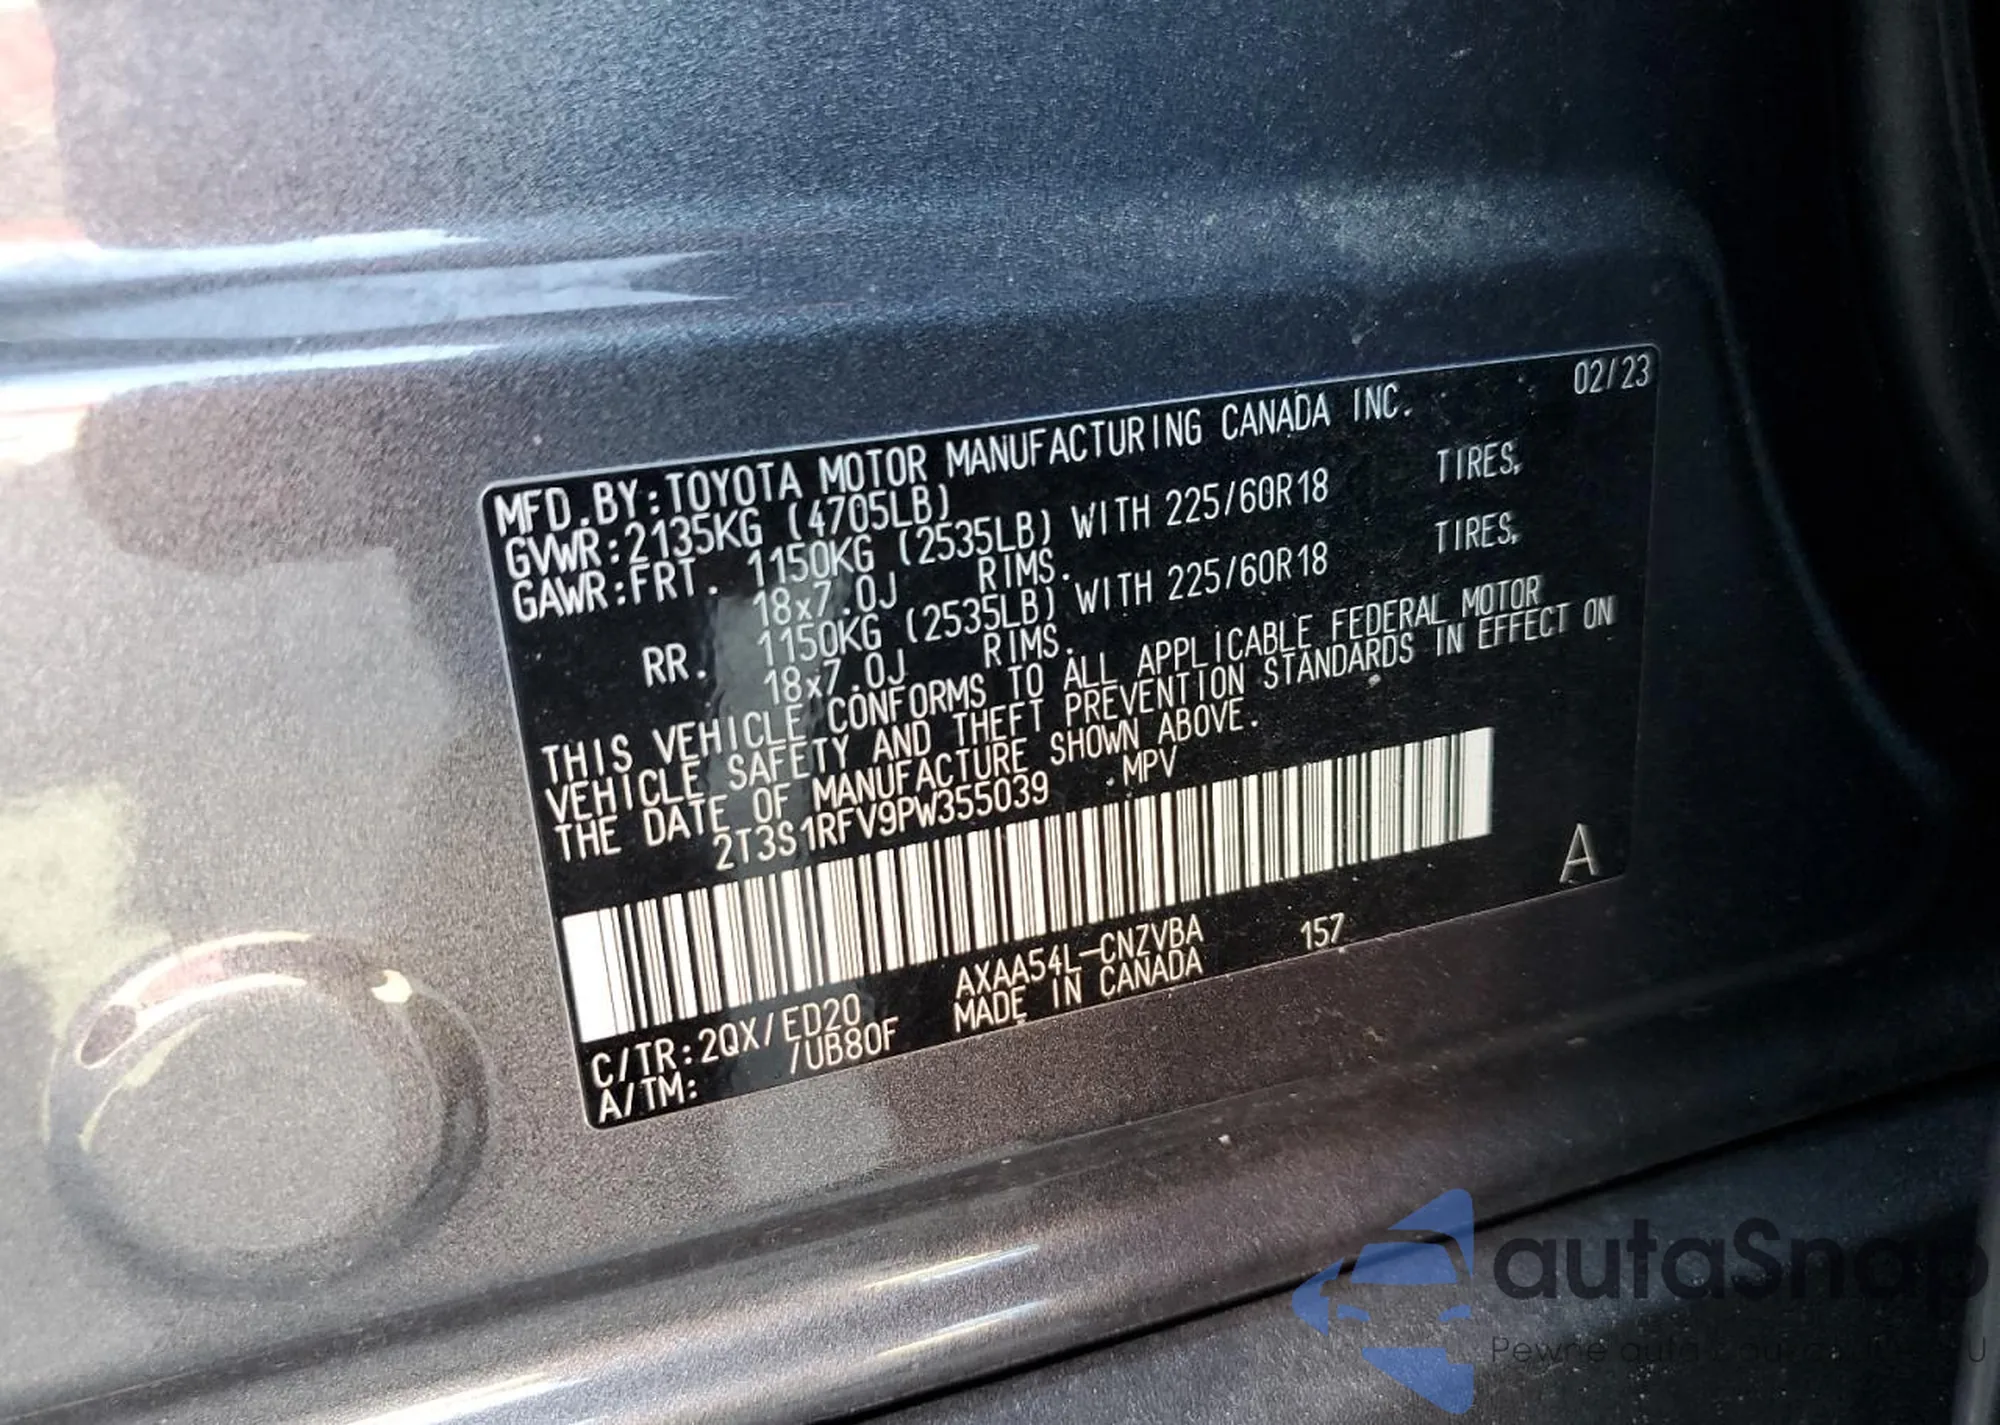 02/23
MFD.BY:TOYOTA MOTOR MANUFACTURING CANADA INC.
GVWR:2135KG (4705LB)
GAWR:FRT. 1150KG (2535LB) WITH 225/60R18 TIRES,
18x7.0J RIMS.
RR. 1150KG (2535LB) WITH 225/60R18 TIRES,
18x7.0J RIMS.
THIS VEHICLE CONFORMS TO ALL APPLICABLE FEDERAL MOTOR
VEHICLE SAFETY AND THEFT PREVENTION STANDARDS IN EFFECT ON
THE DATE OF MANUFACTURE SHOWN ABOVE.
2T3S1RFV9PW355039 MPV
A
C/TR:2QX/ED20 AXAA54L-CNZVBA 157
A/TM: /UB80F MADE IN CANADA
autaSnap
Pewne auta